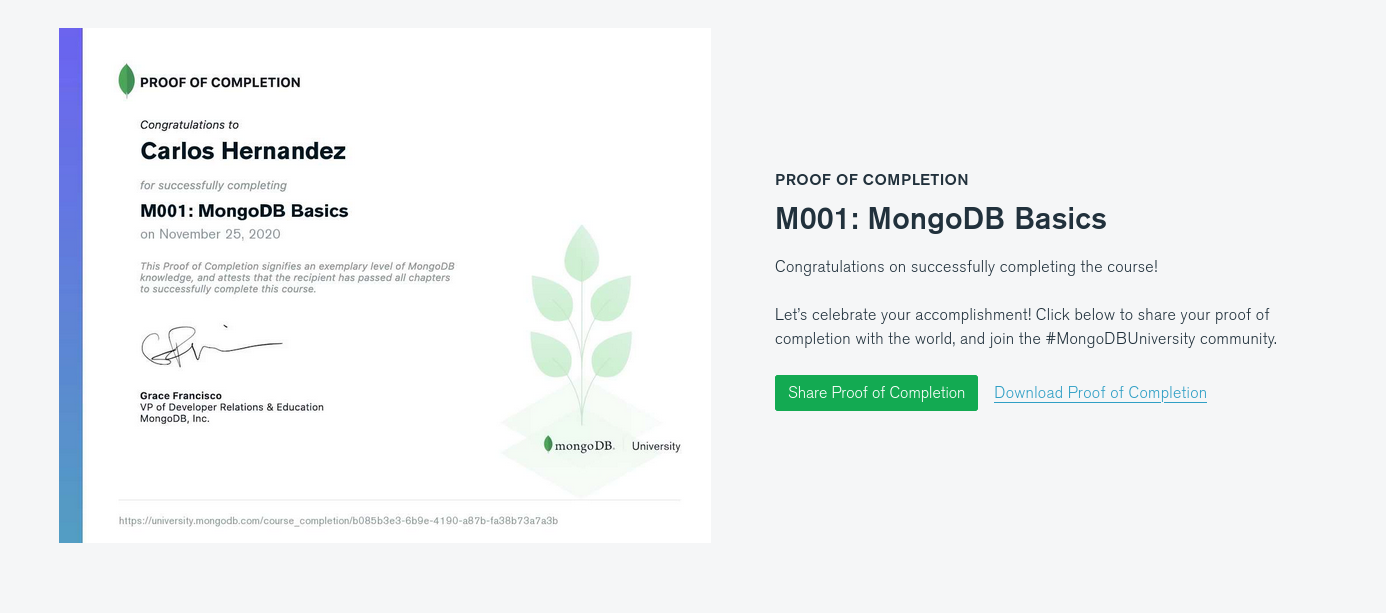 PROOF OF COMPLETION
Congratulations to
Carlos Hernandez
for successfully completing
M001: MongoDB Basics
on November 25, 2020
This Proof of Completion signifies an exemplary level of MongoDB
knowledge, and attests that the recipient has passed all chapters
to successfully complete this course.
Grace Francisco
VP of Developer Relations & Education
MongoDB, Inc.
mongoDB. University
https://university.mongodb.com/course_completion/b085b3e3-6b9e-4190-a87b-fa38b73a7a3b
PROOF OF COMPLETION
M001: MongoDB Basics
Congratulations on successfully completing the course!
Let's celebrate your accomplishment! Click below to share your proof of
completion with the world, and join the #MongoDBUniversity community.
Share Proof of Completion Download Proof of Completion